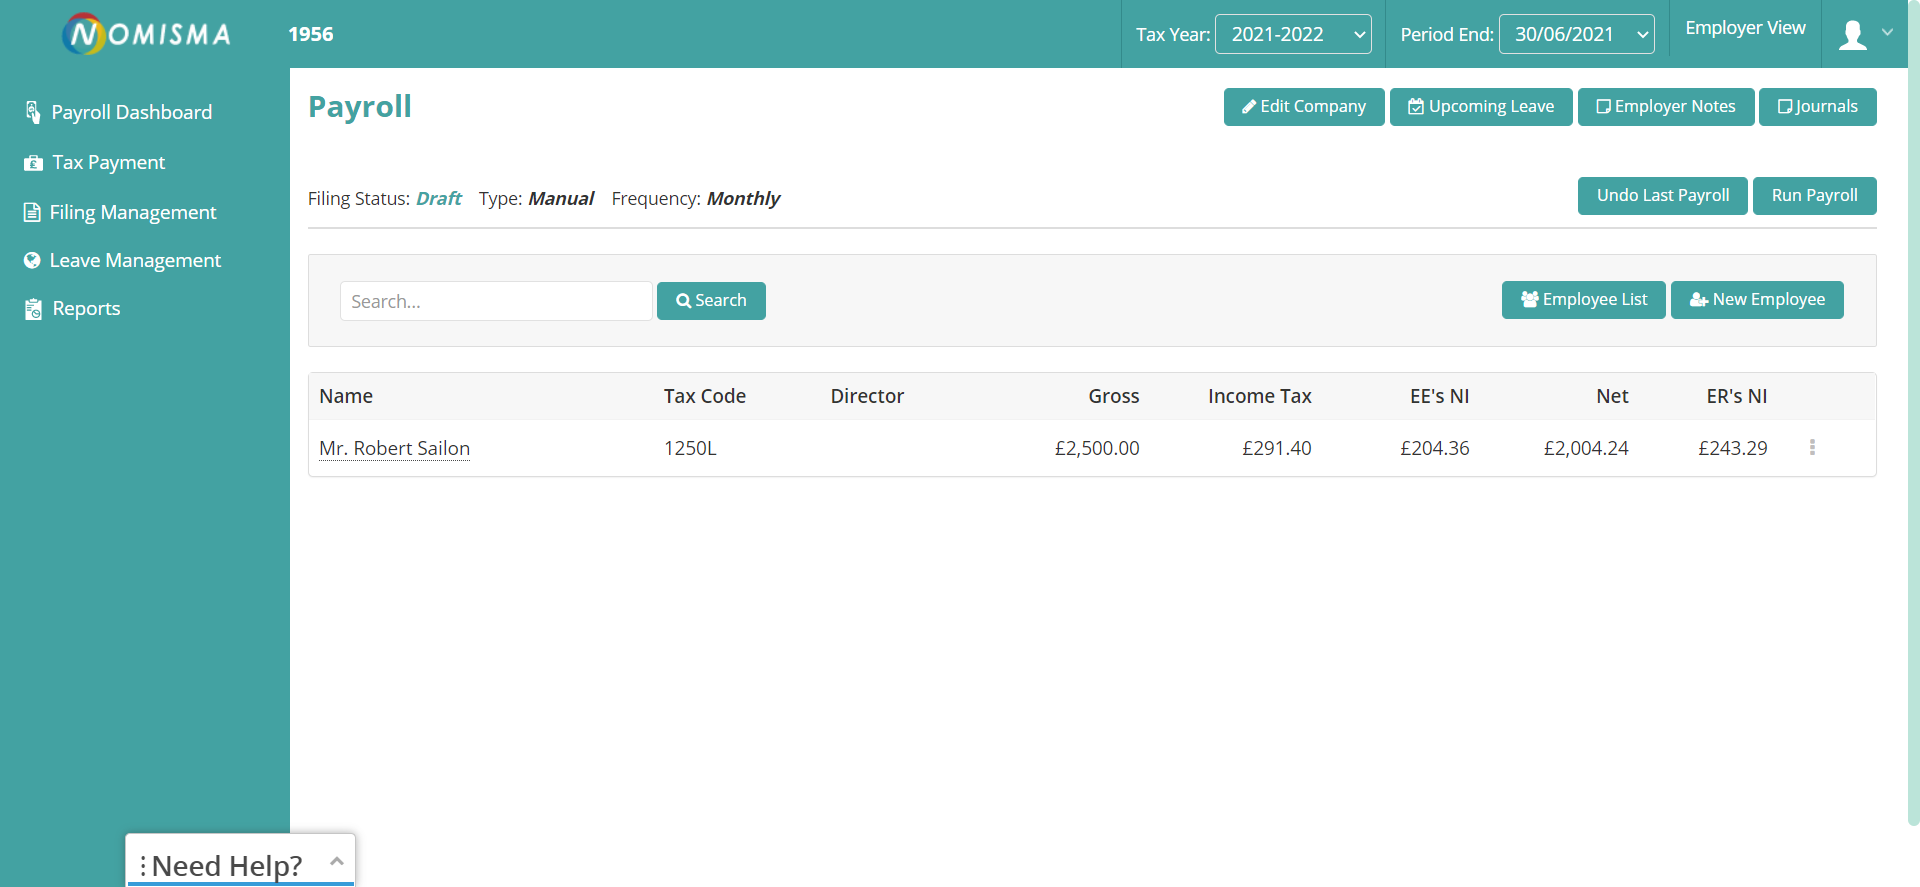 NOMISMA 1956 Tax Year: 2021-2022 Period End: 30/06/2021 Employer View
Payroll Dashboard
Tax Payment
Filing Management
Leave Management
Reports
Payroll Edit Company Upcoming Leave Employer Notes Journals
Filing Status: Draft Type: Manual Frequency: Monthly Undo Last Payroll Run Payroll
Search... Search Employee List New Employee
Name Tax Code Director Gross Income Tax EE's NI Net ER's NI
Mr. Robert Sailon 1250L £2,500.00 £291.40 £204.36 £2,004.24 £243.29
Need Help?